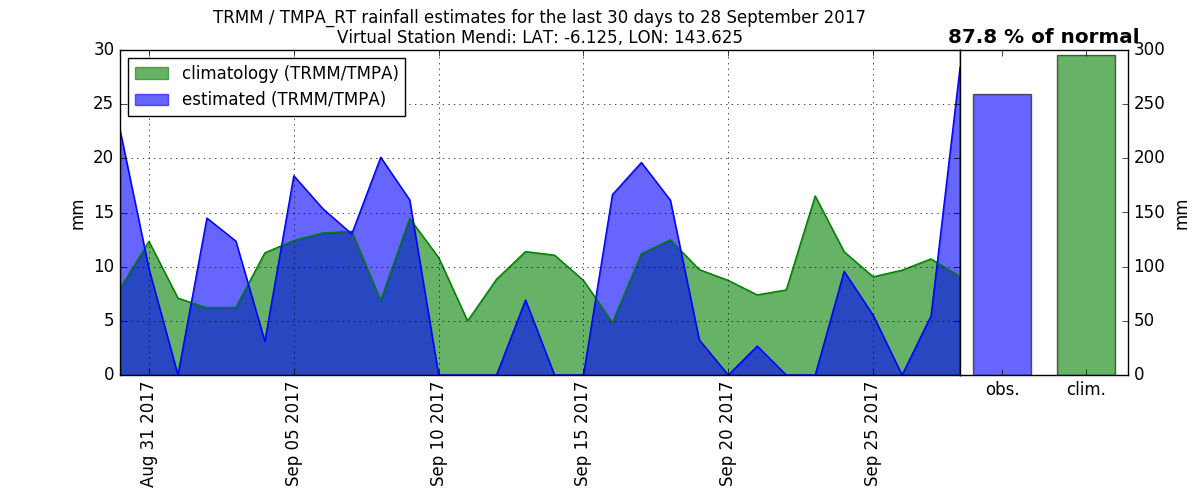 TRMM / TMPA_RT rainfall estimates for the last 30 days to 28 September 2017
Virtual Station Mendi: LAT: -6.125, LON: 143.625
87.8 % of normal
climatology (TRMM/TMPA)
estimated (TRMM/TMPA)
30
25
20
15
10
5
0
mm
300
250
200
150
100
50
0
mm
obs.
clim.
Aug 31 2017
Sep 05 2017
Sep 10 2017
Sep 15 2017
Sep 20 2017
Sep 25 2017